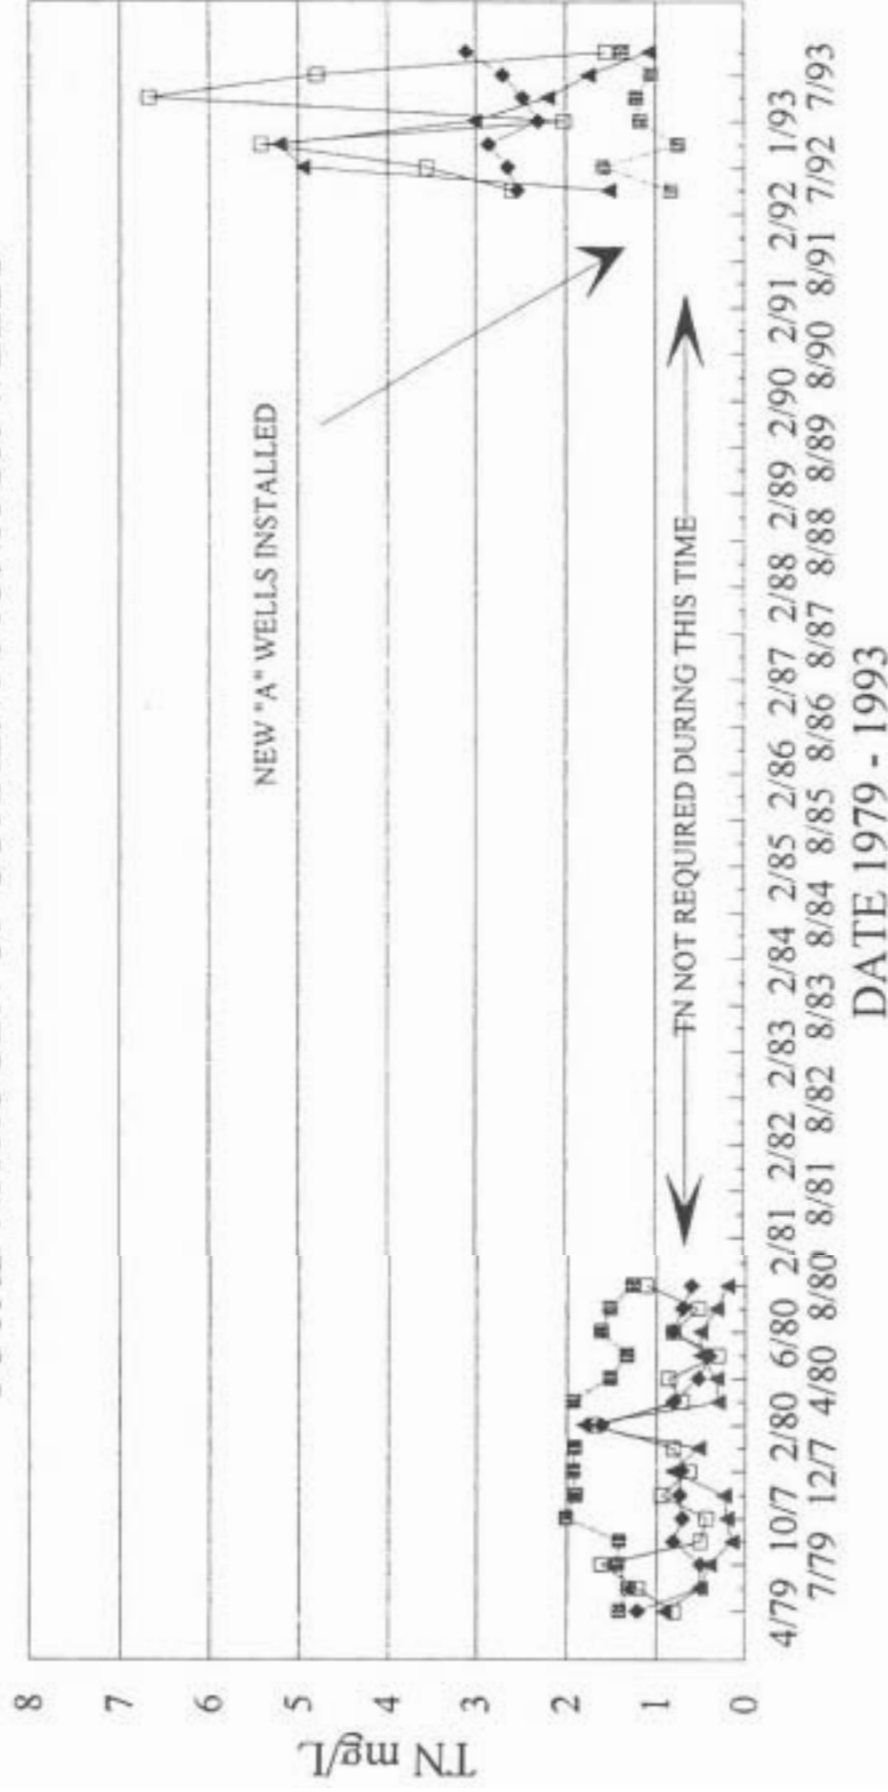 8
7
6
5
4
3
2
1
0
TN mg/L
NEW "A" WELLS INSTALLED
TN NOT REQUIRED DURING THIS TIME
4/79 10/7 2/80 6/80 2/81 2/82 2/83 2/84 2/85 2/86 2/87 2/88 2/89 2/90 2/91 2/92 1/93
7/79 12/7 4/80 8/80 8/81 8/82 8/83 8/84 8/85 8/86 8/87 8/88 8/89 8/90 8/91 7/92 7/93
DATE 1979 - 1993